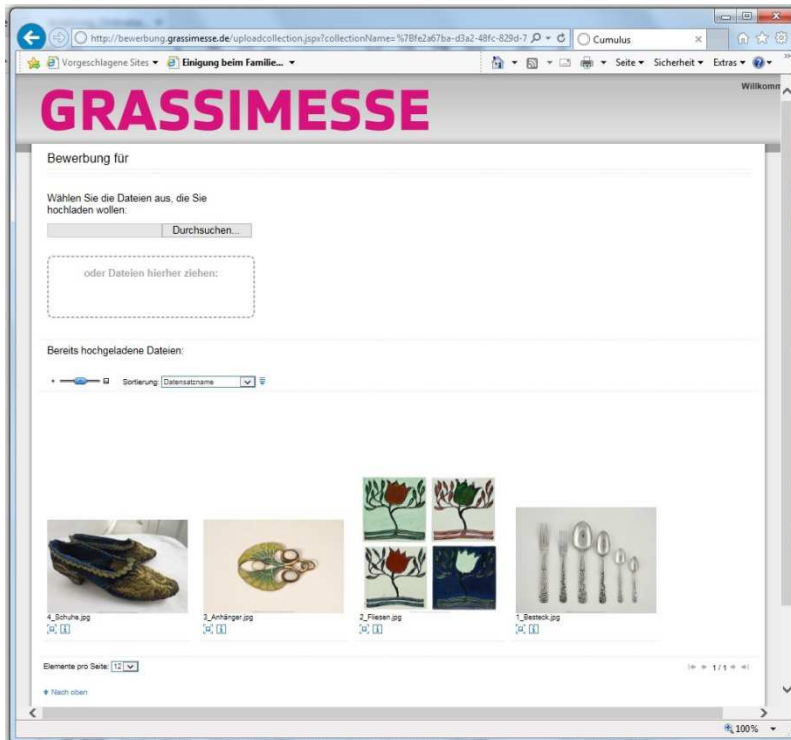 http://bewerbung.grassimesse.de/uploadcollection.jspx?collectionName=%7Bfe2a67ba-d3a2-48fc-829d-7
Cumulus
Vorgeschlagene Sites
Einigung beim Familie...
Seite
Sicherheit
Extras
Willkomm
GRASSIMESSE
Bewerbung für
Wählen Sie die Dateien aus, die Sie
hochladen wollen:
Durchsuchen...
oder Dateien hierher ziehen:
Bereits hochgeladene Dateien:
Sortierung: Datensatzname
4_Schuhe.jpg
3_Anhänger.jpg
2_Fliesen.jpg
1_Besteck.jpg
Elemente pro Seite: 12
1 / 1
Nach oben
100%